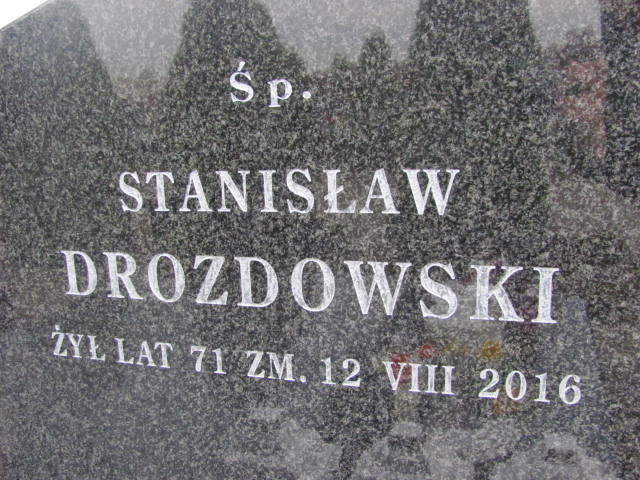 Śp.
STANISŁAW
DROZDOWSKI
ŻYŁ LAT 71 ZM. 12 VIII 2016